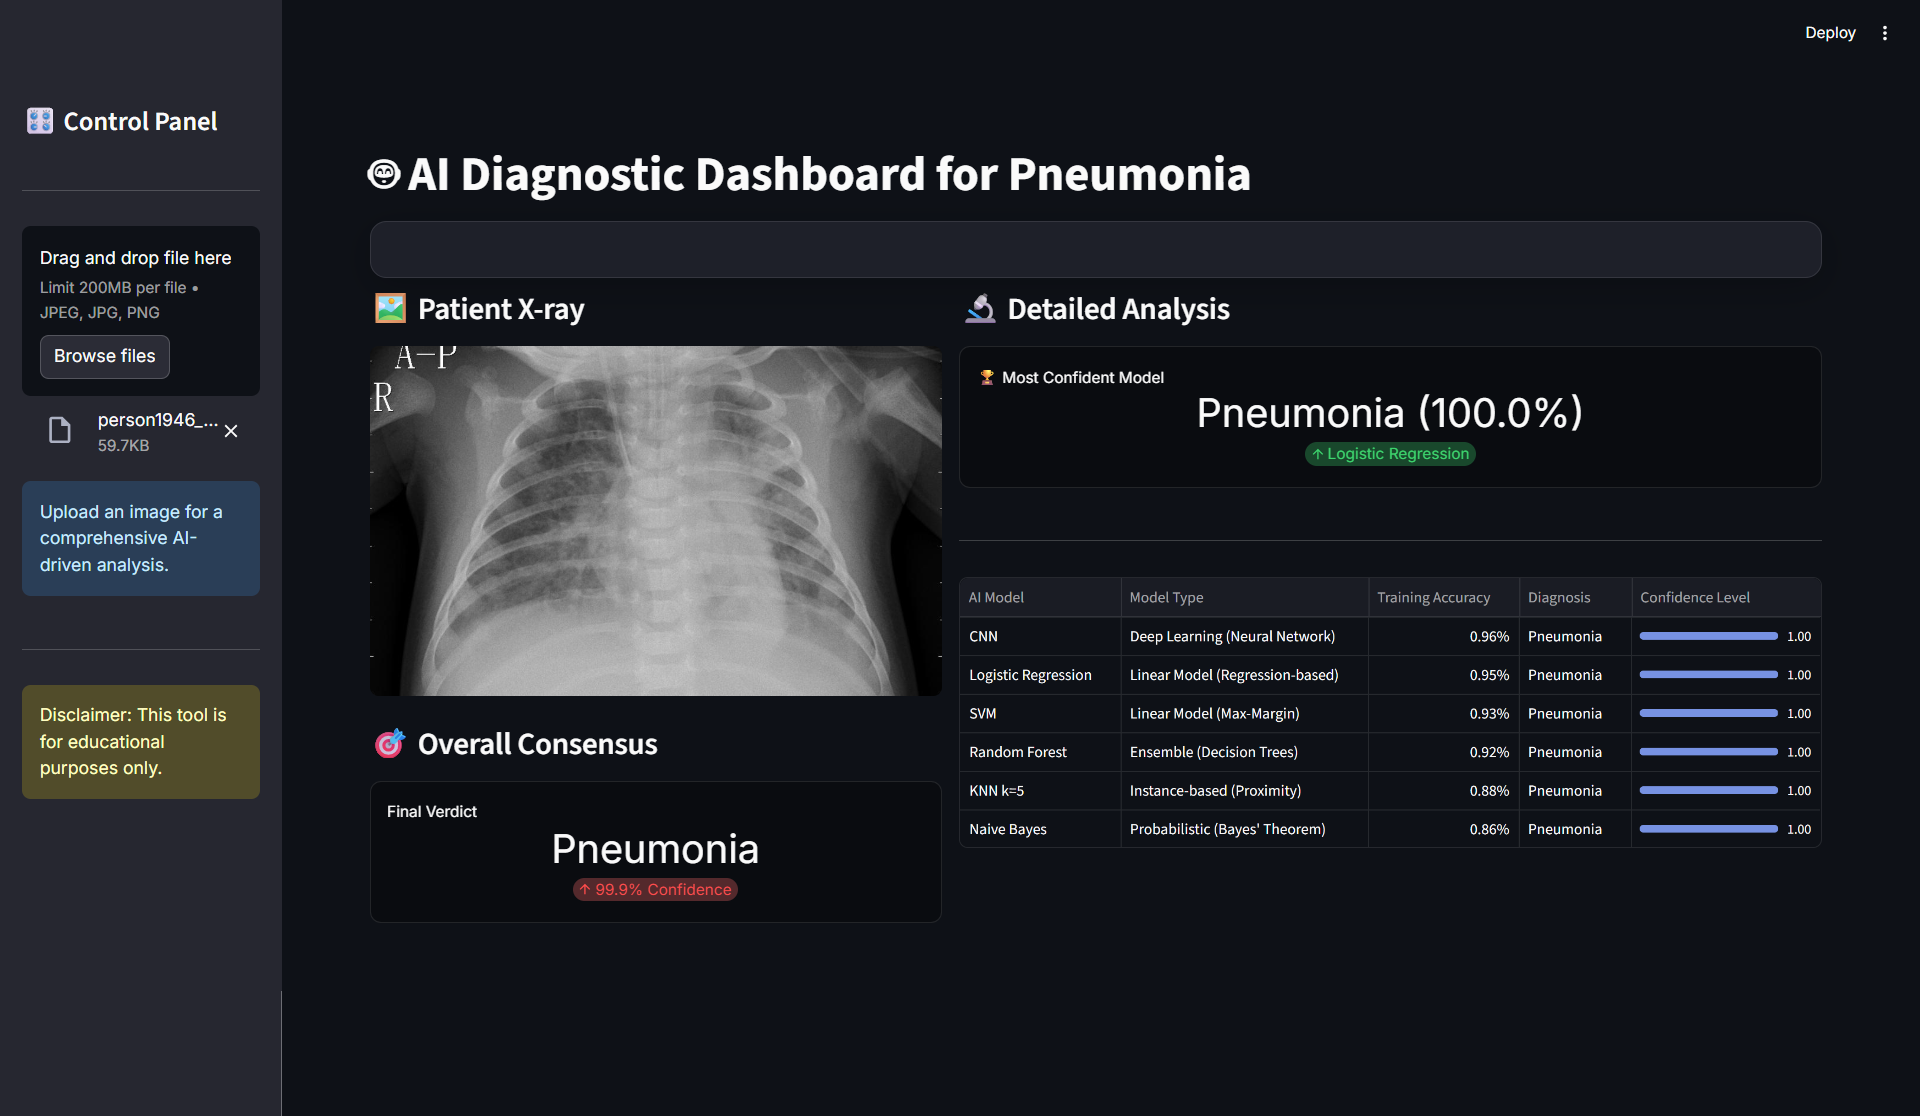 Deploy
Control Panel
Drag and drop file here
Limit 200MB per file •
JPEG, JPG, PNG
Browse files
person1946_...
59.7KB
Upload an image for a
comprehensive AI-
driven analysis.
Disclaimer: This tool is
for educational
purposes only.
AI Diagnostic Dashboard for Pneumonia
Patient X-ray
A-P
R
Overall Consensus
Final Verdict
Pneumonia
↑ 99.9% Confidence
Detailed Analysis
Most Confident Model
Pneumonia (100.0%)
↑ Logistic Regression
AI Model Model Type Training Accuracy Diagnosis Confidence Level
CNN Deep Learning (Neural Network) 0.96% Pneumonia 1.00
Logistic Regression Linear Model (Regression-based) 0.95% Pneumonia 1.00
SVM Linear Model (Max-Margin) 0.93% Pneumonia 1.00
Random Forest Ensemble (Decision Trees) 0.92% Pneumonia 1.00
KNN k=5 Instance-based (Proximity) 0.88% Pneumonia 1.00
Naive Bayes Probabilistic (Bayes' Theorem) 0.86% Pneumonia 1.00